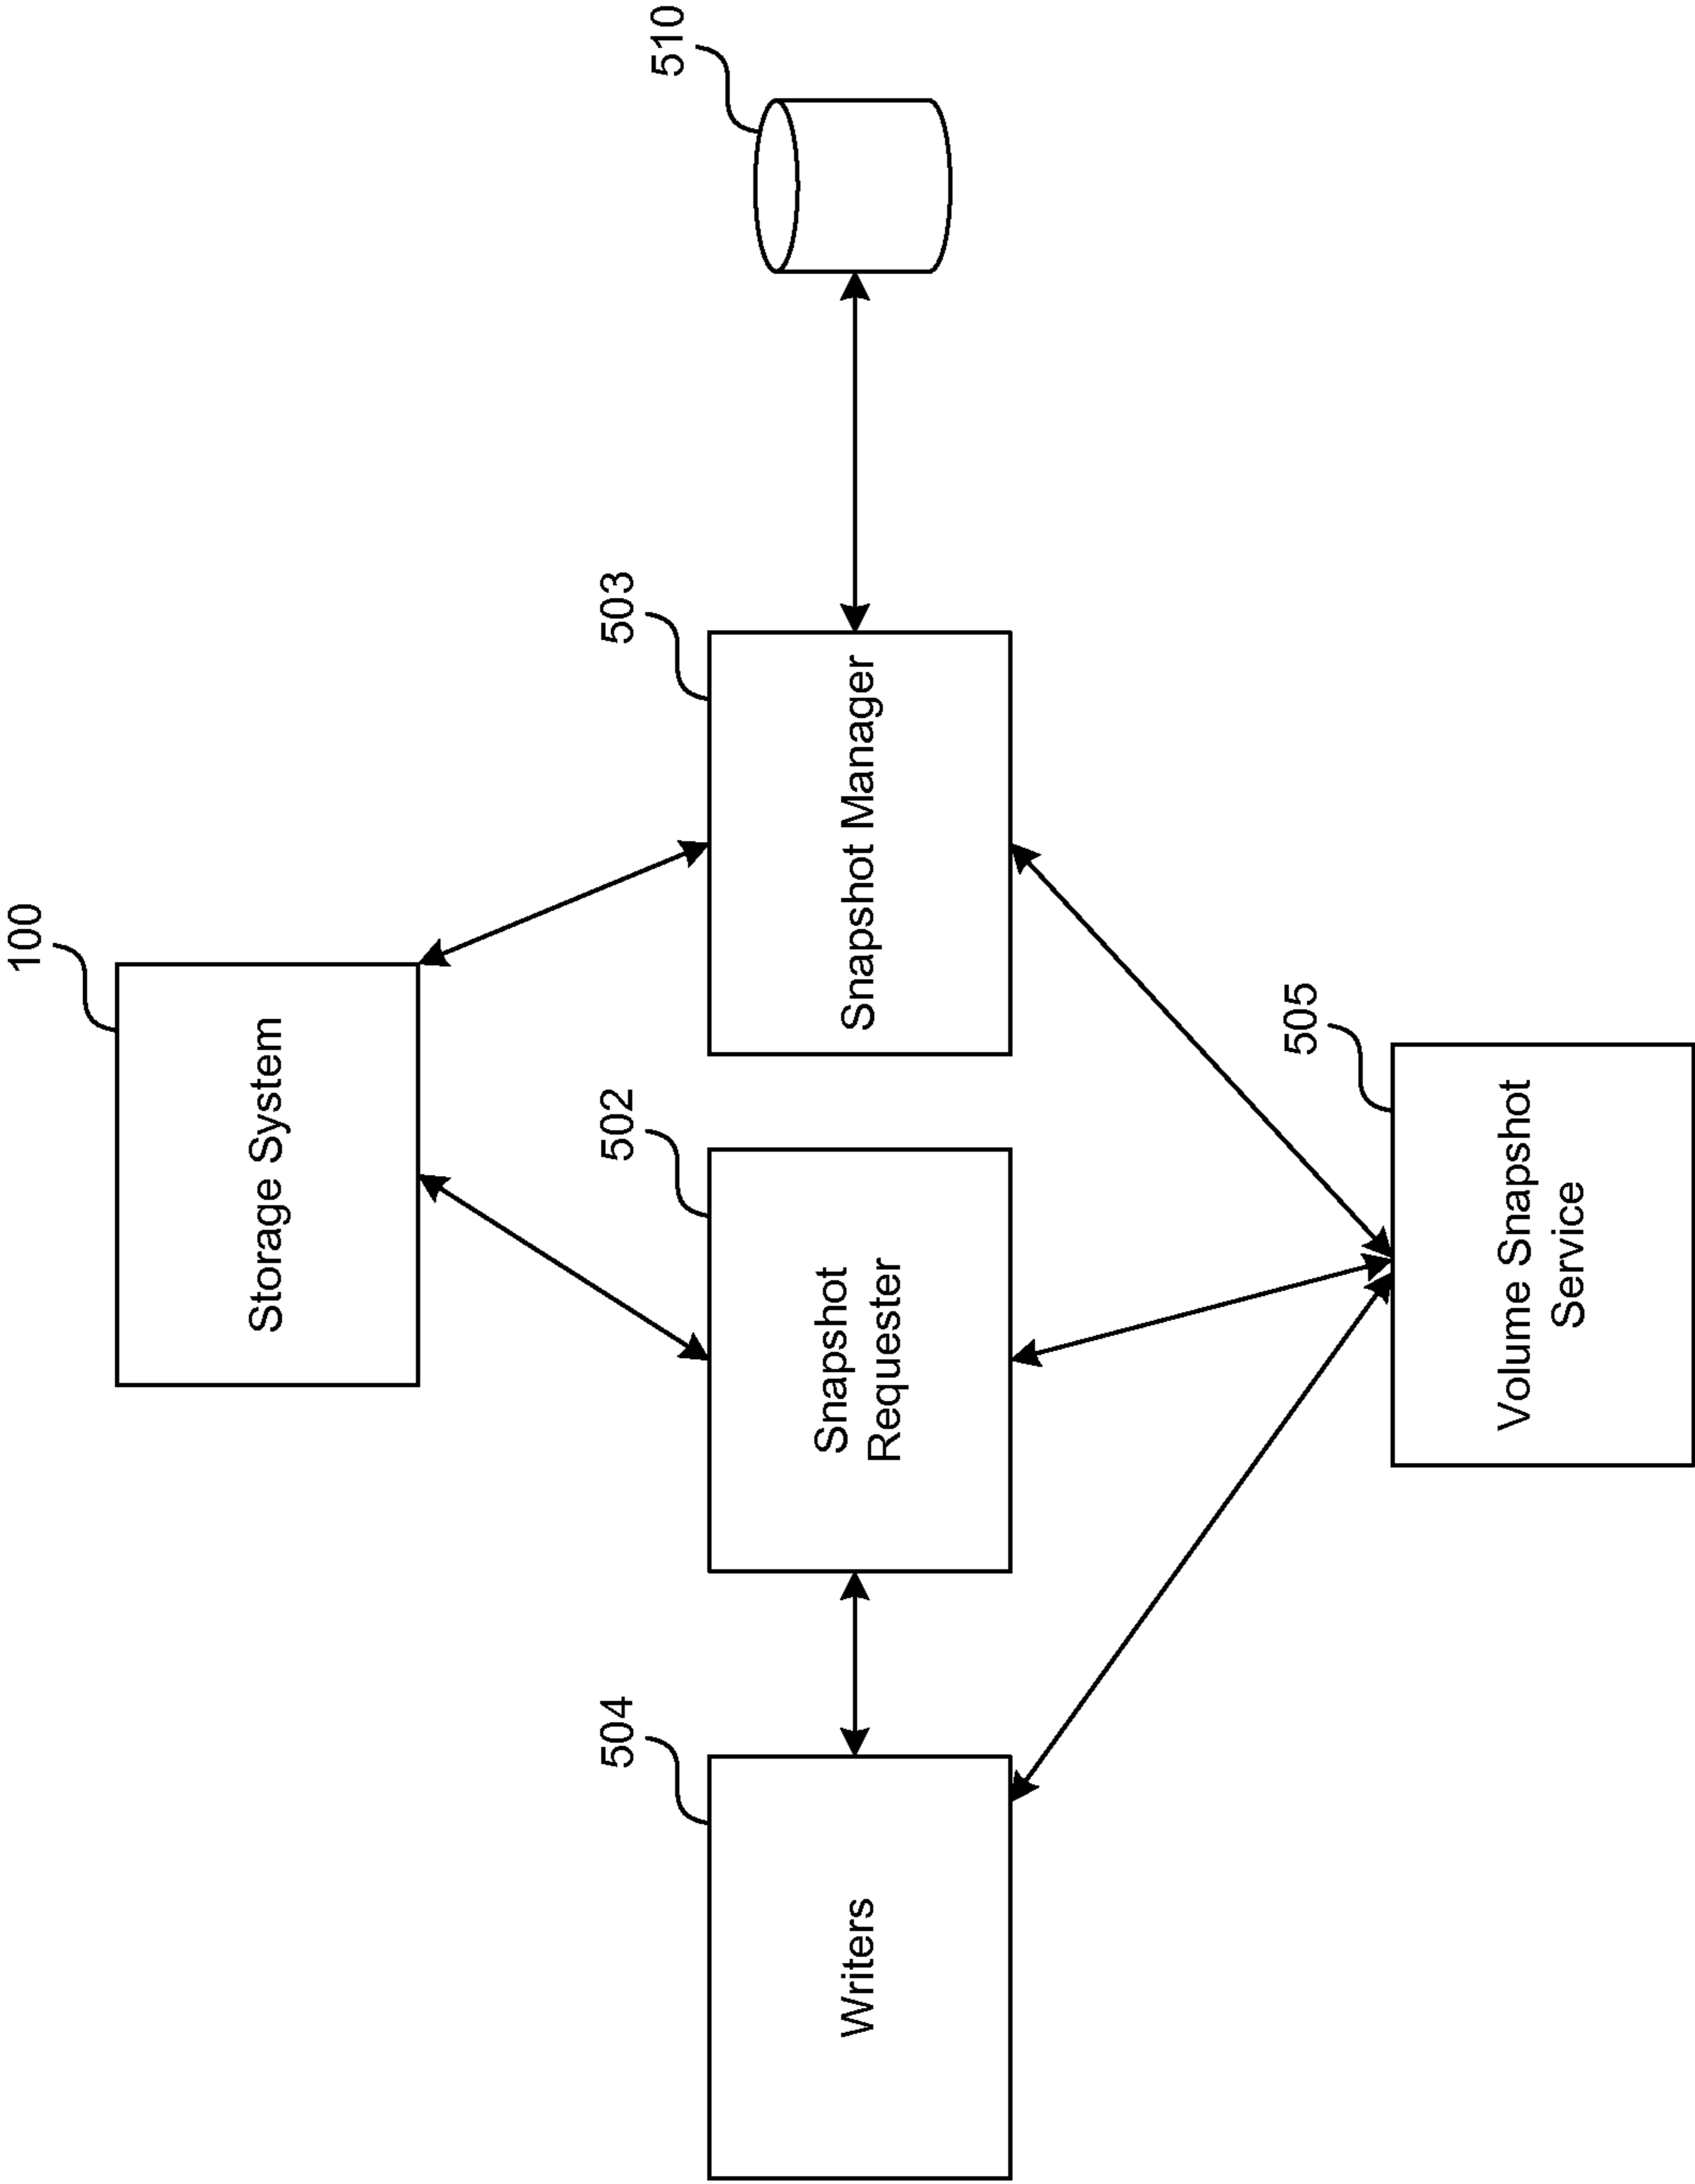 100
Storage System
504
502
503
510
Writers
Snapshot
Requester
Snapshot Manager
505
Volume Snapshot
Service